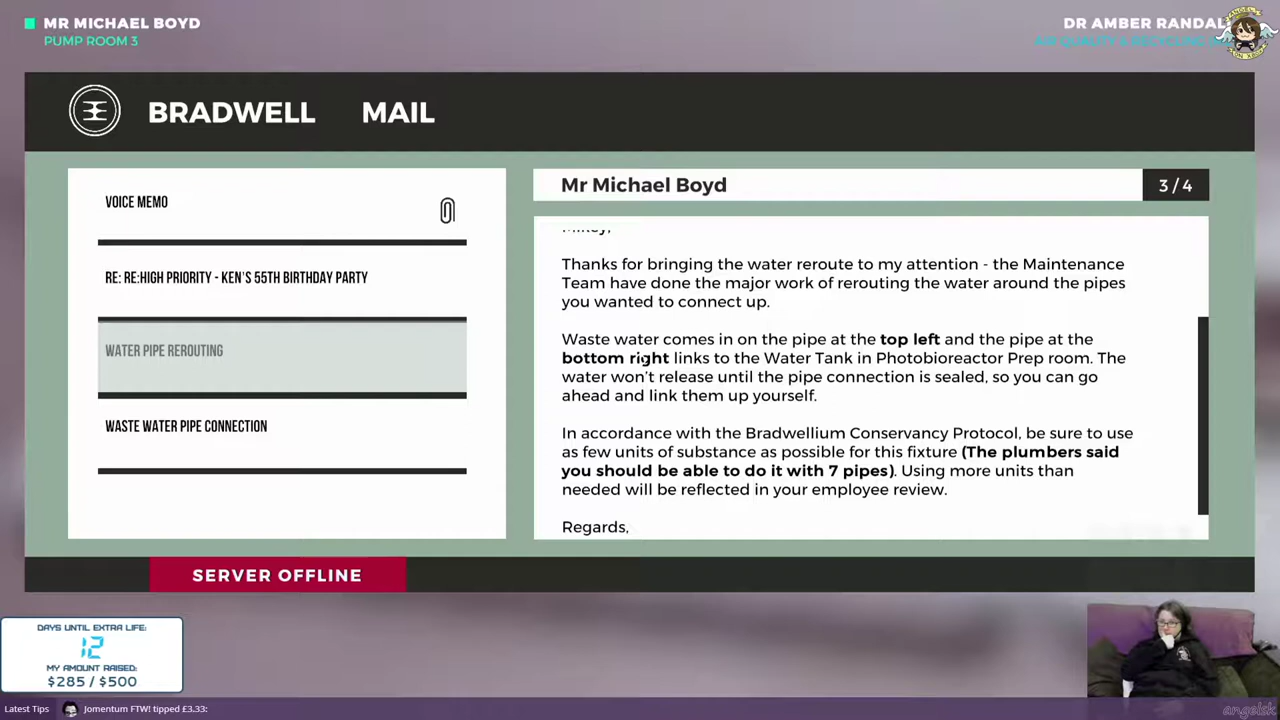 MR MICHAEL BOYD
PUMP ROOM 3
DR AMBER RANDAL
AIR QUALITY & RECYCLING
BRADWELL MAIL
VOICE MEMO
RE: RE:HIGH PRIORITY - KEN'S 55TH BIRTHDAY PARTY
WATER PIPE REROUTING
WASTE WATER PIPE CONNECTION
Mr Michael Boyd
3 / 4
Mikey,
Thanks for bringing the water reroute to my attention - the Maintenance
Team have done the major work of rerouting the water around the pipes
you wanted to connect up.
Waste water comes in on the pipe at the top left and the pipe at the
bottom right links to the Water Tank in Photobioreactor Prep room. The
water won't release until the pipe connection is sealed, so you can go
ahead and link them up yourself.
In accordance with the Bradwellium Conservancy Protocol, be sure to use
as few units of substance as possible for this fixture (The plumbers said
you should be able to do it with 7 pipes). Using more units than
needed will be reflected in your employee review.
Regards,
SERVER OFFLINE
DAYS UNTIL EXTRA LIFE:
12
MY AMOUNT RAISED:
$285 / $500
Latest Tips
Jomentum FTW! tipped £3.33:
angelsk